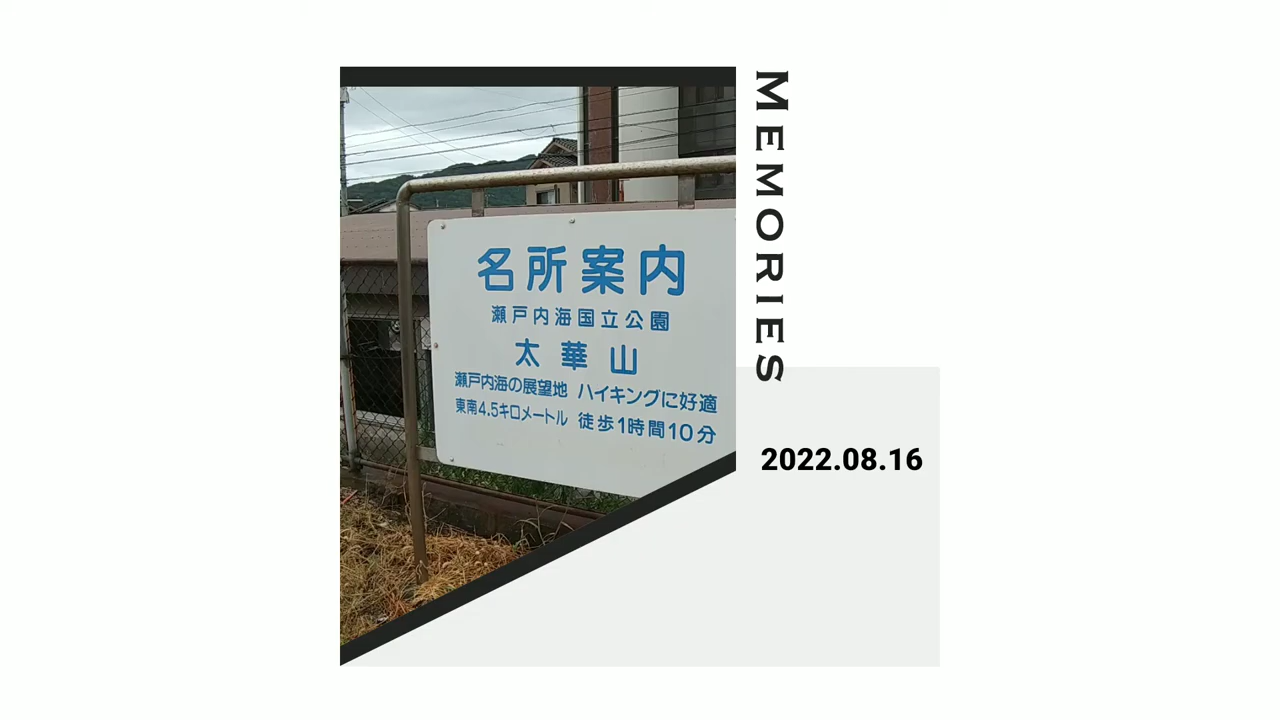 名所案内
瀬戸内海国立公園
太華山
瀬戸内海の展望地 ハイキングに好適
東南4.5キロメートル 徒歩1時間10分
MEMORIES
2022.08.16